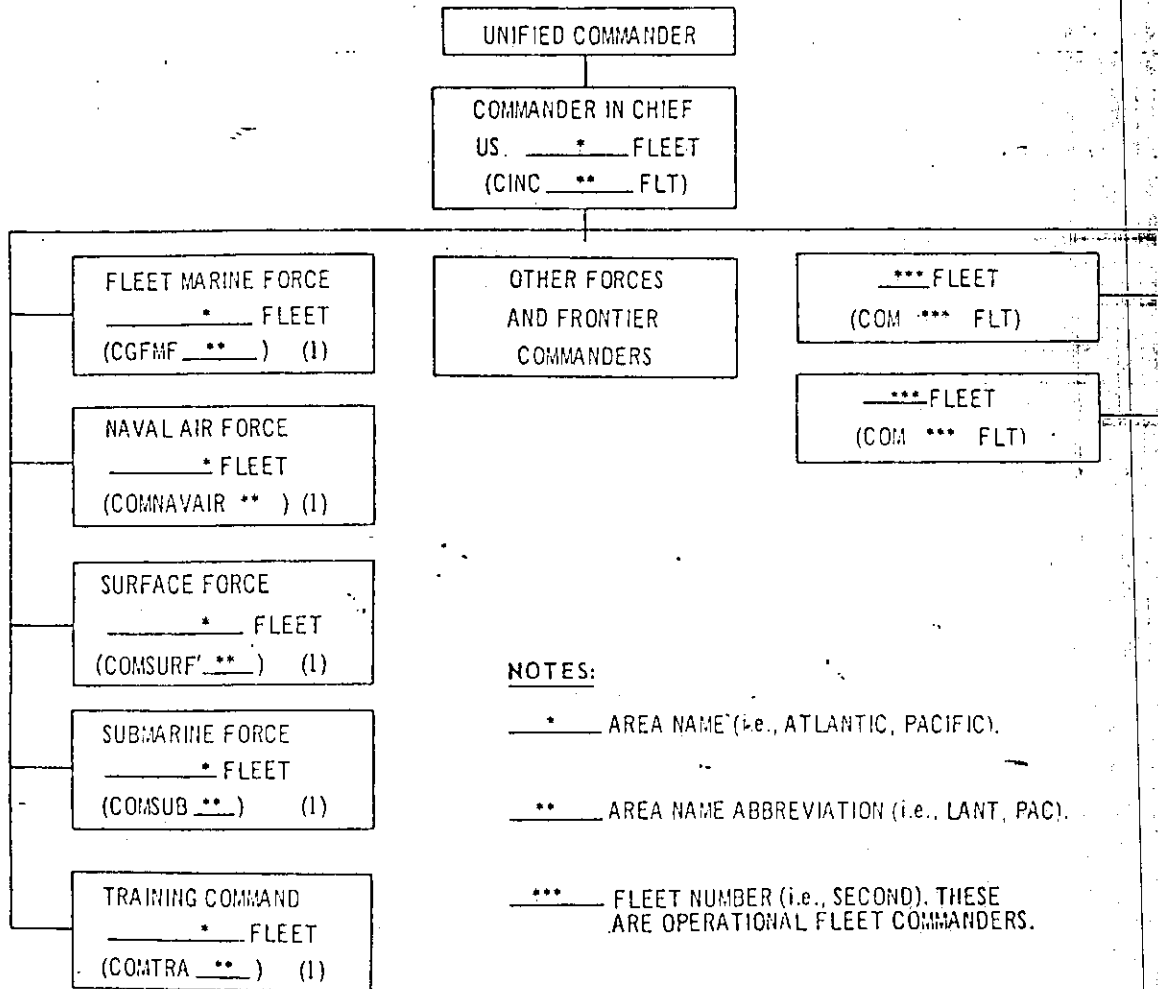 UNIFIED COMMANDER
COMMANDER IN CHIEF
US. * FLEET
(CINC ** FLT)
FLEET MARINE FORCE
* FLEET
(CGFMF ** ) (1)
NAVAL AIR FORCE
* FLEET
(COMNAVAIR ** ) (1)
SURFACE FORCE
* FLEET
(COMSURF ** ) (1)
SUBMARINE FORCE
* FLEET
(COMSUB ** ) (1)
TRAINING COMMAND
* FLEET
(COMTRA ** ) (1)
OTHER FORCES
AND FRONTIER
COMMANDERS
*** FLEET
(COM *** FLT)
*** FLEET
(COM *** FLT)
NOTES:
* AREA NAME (i.e., ATLANTIC, PACIFIC).
** AREA NAME ABBREVIATION (i.e., LANT, PAC).
*** FLEET NUMBER (i.e., SECOND). THESE
ARE OPERATIONAL FLEET COMMANDERS.